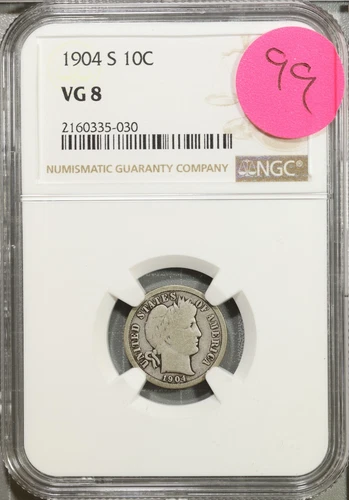 1904 S 10C
VG 8
2160335-030
NUMISMATIC GUARANTY COMPANY NGC®
99
UNITED STATES OF AMERICA
1904